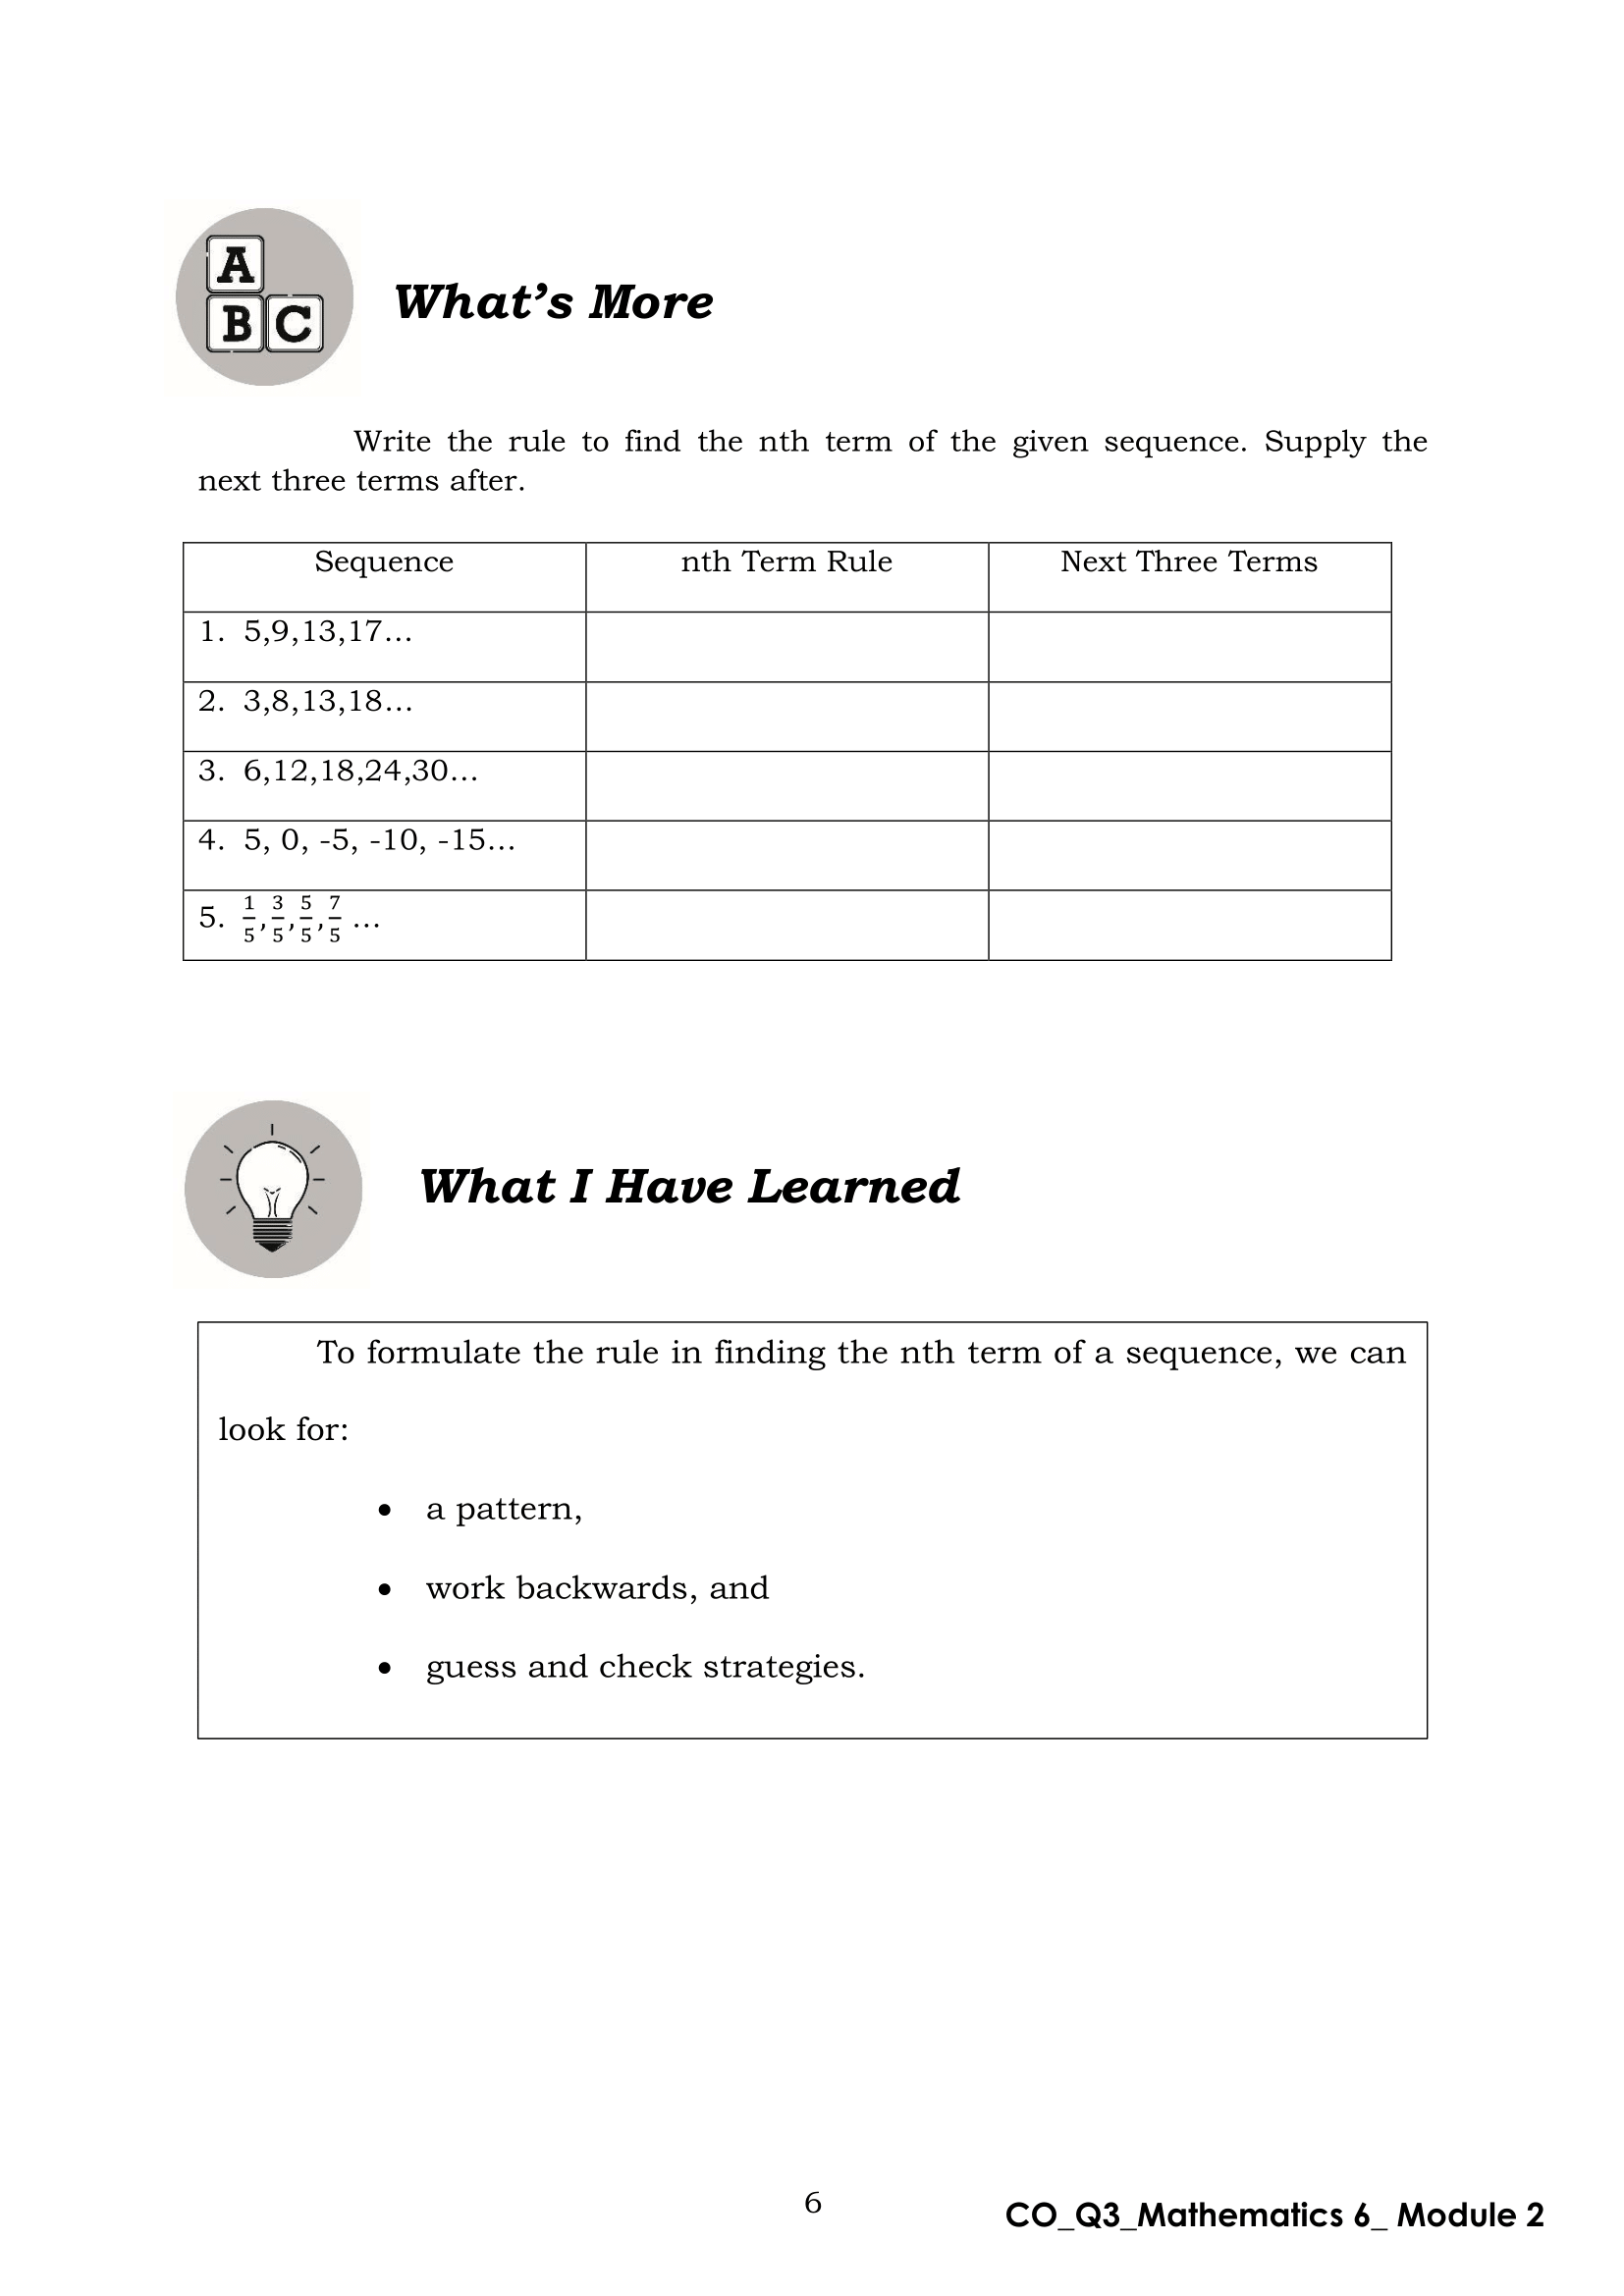 A
B C
What's More
Write the rule to find the nth term of the given sequence. Supply the
next three terms after.
Sequence nth Term Rule Next Three Terms
1. 5,9,13,17…
2. 3,8,13,18…
3. 6,12,18,24,30…
4. 5, 0, -5, -10, -15…
5. 1/5, 3/5, 5/5, 7/5 …
What I Have Learned
To formulate the rule in finding the nth term of a sequence, we can
look for:
• a pattern,
• work backwards, and
• guess and check strategies.
6
CO_Q3_Mathematics 6_ Module 2